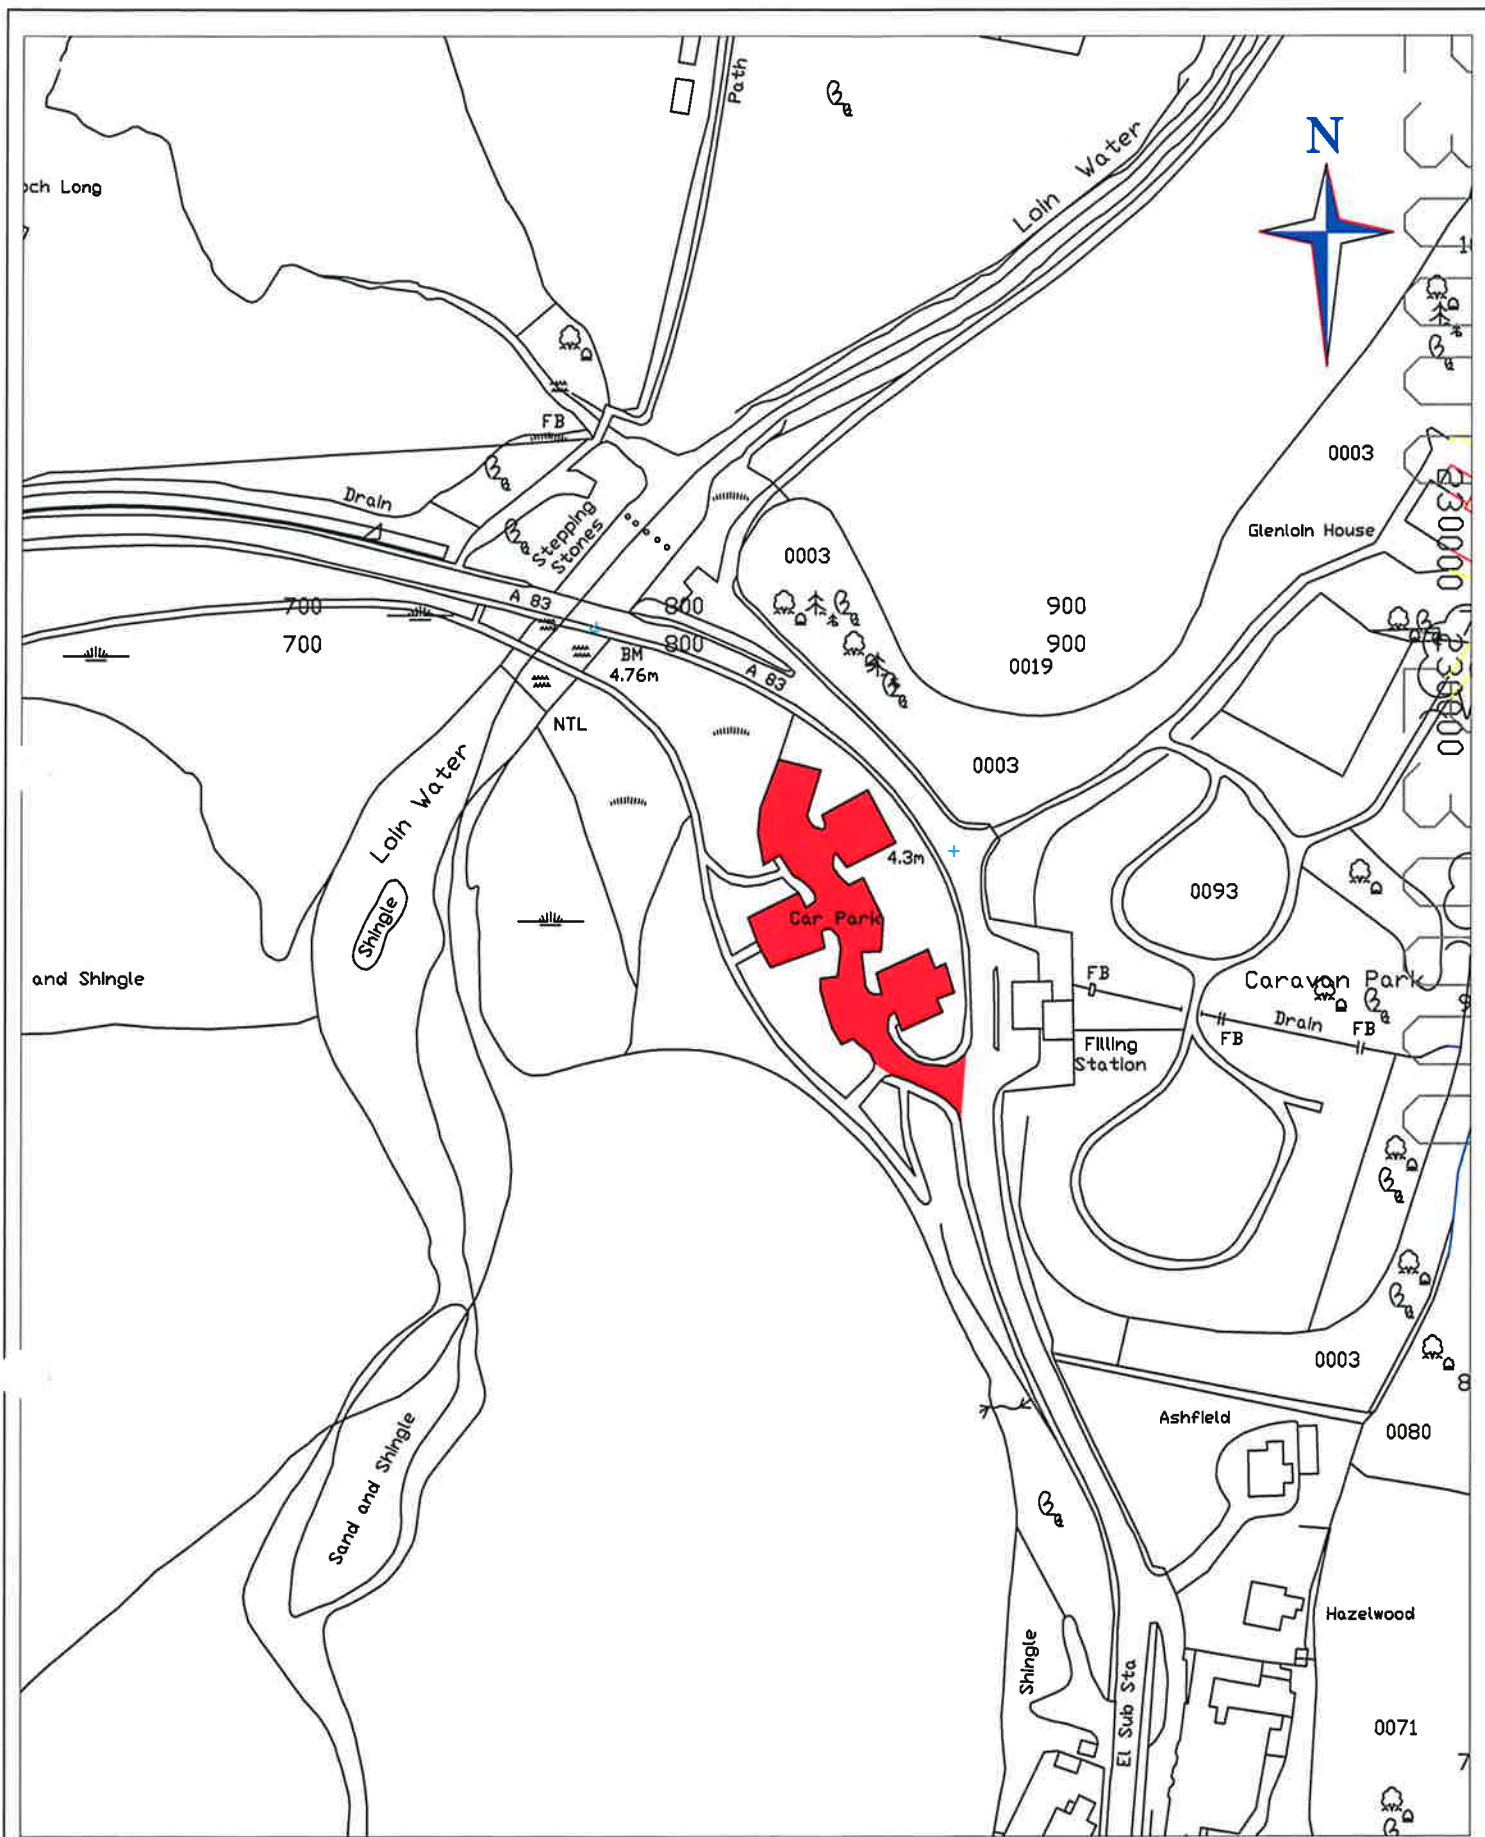 Path
N
och Long
Loin Water
FB
0003
Drain
Stepping
Stones
Glenloin House
0003
A 83
700
800
900
700
800
900
BM
4.76m
A 83
0019
NTL
0003
Loin Water
4.3m
0093
Shingle
Car Park
and Shingle
FB
Caravan Park
Drain
FB
FB
Filling
Station
0003
8
Ashfield
0080
Sand and Shingle
Hazelwood
Shingle
El Sub Sta
0071
7